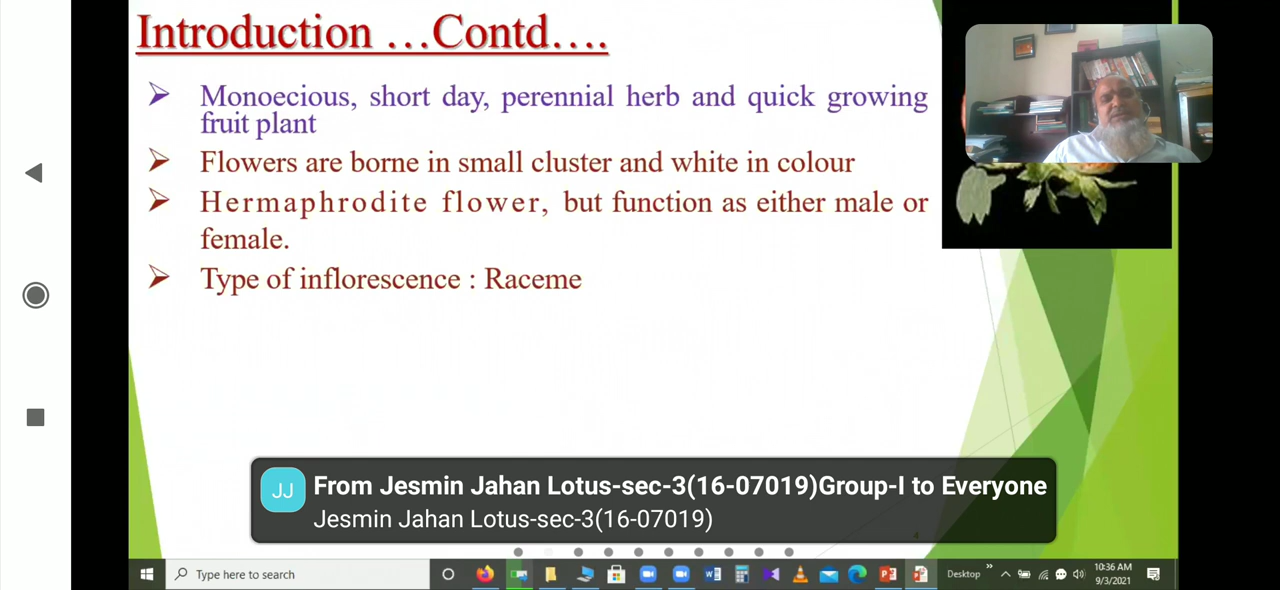 Introduction …Contd….
➢ Monoecious, short day, perennial herb and quick growing
fruit plant
➢ Flowers are borne in small cluster and white in colour
➢ Hermaphrodite flower, but function as either male or
female.
➢ Type of inflorescence : Raceme
JJ
From Jesmin Jahan Lotus-sec-3(16-07019)Group-I to Everyone
Jesmin Jahan Lotus-sec-3(16-07019)
4
Type here to search
Desktop
10:36 AM
9/3/2021